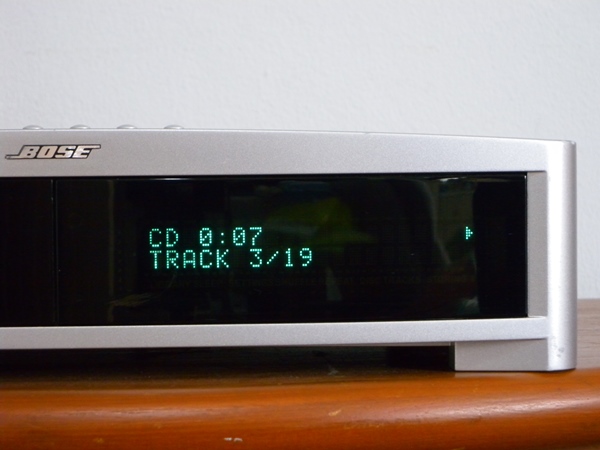 BOSE
CD 0:07
TRACK 3/19